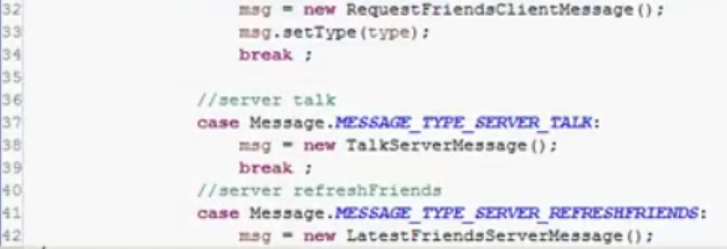 32 msg = new RequestFriendsClientMessage();
33 msg.setType(type);
34 break ;
35
36 //server talk
37 case Message.MESSAGE_TYPE_SERVER_TALK:
38 msg = new TalkServerMessage();
39 break ;
40 //server refreshFriends
41 case Message.MESSAGE_TYPE_SERVER_REFRESHFRIENDS:
42 msg = new LatestFriendsServerMessage();